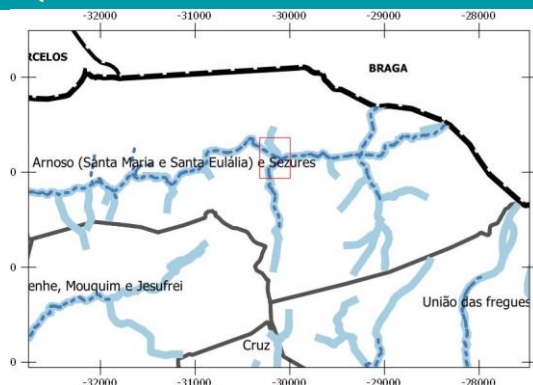 -32000 -31000 -30000 -29000 -28000
RCELOS
BRAGA
0
0
Arnoso (Santa Maria e Santa Eulália) e Sezures
0
enhe, Mouquim e Jesufrei
União das fregues
Cruz
0
-32000 -31000 -30000 -29000 -28000